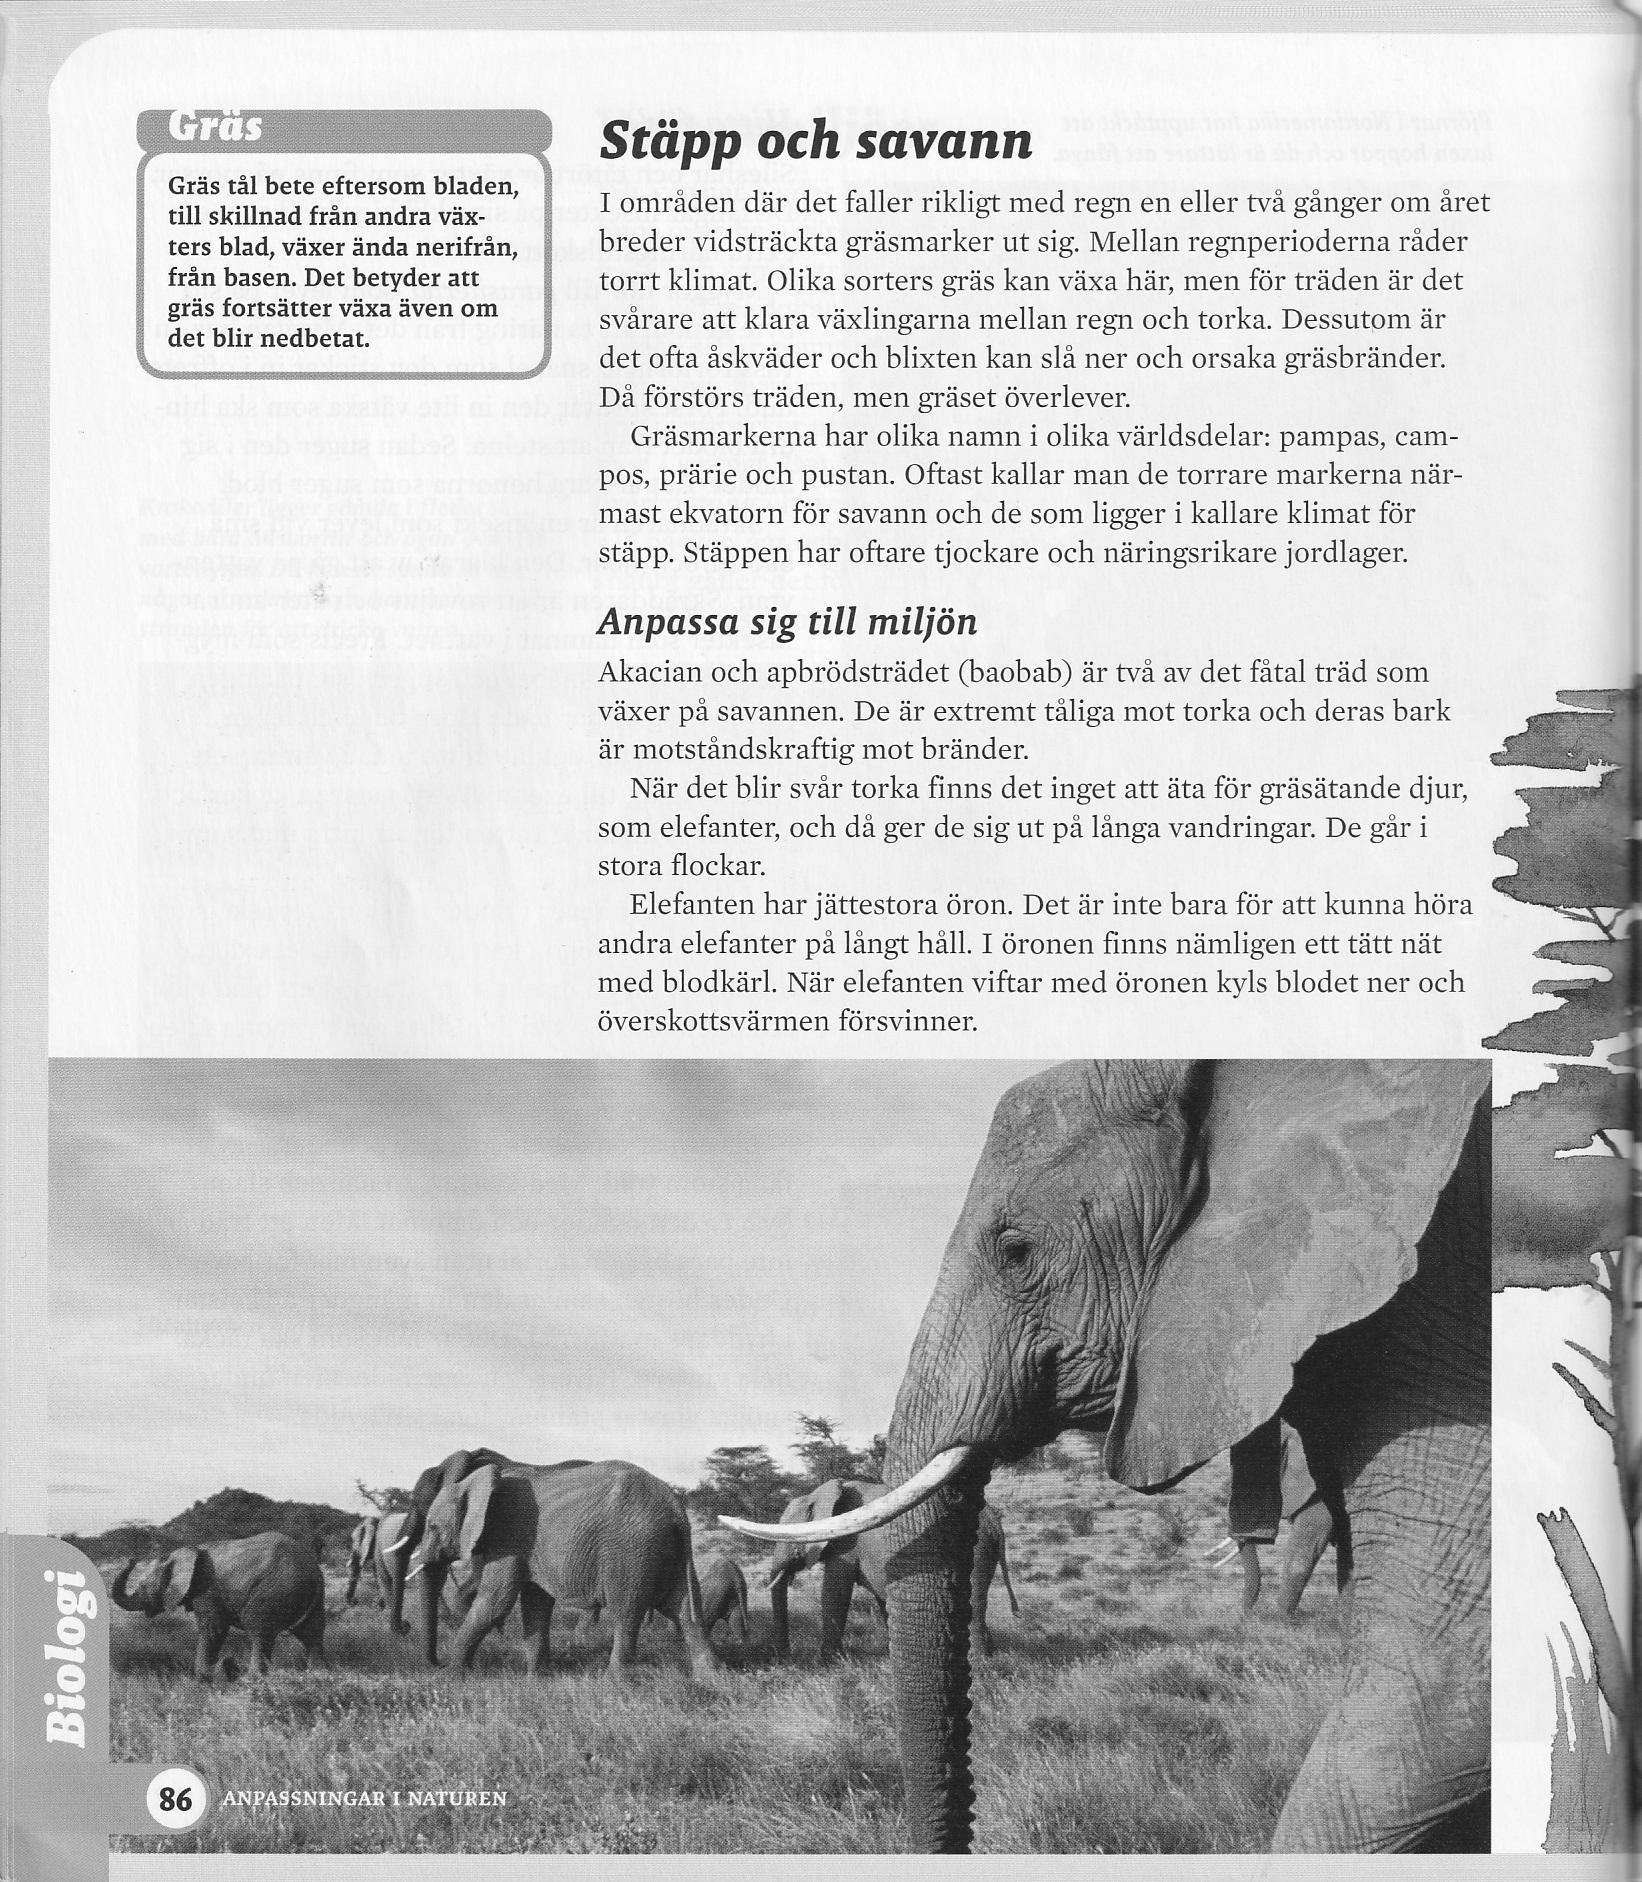 Gräs
Gräs tål bete eftersom bladen,
till skillnad från andra väx-
ters blad, växer ända nerifrån,
från basen. Det betyder att
gräs fortsätter växa även om
det blir nedbetat.
Stäpp och savann
I områden där det faller rikligt med regn en eller två gånger om året
breder vidsträckta gräsmarker ut sig. Mellan regnperioderna råder
torrt klimat. Olika sorters gräs kan växa här, men för träden är det
svårare att klara växlingarna mellan regn och torka. Dessutom är
det ofta åskväder och blixten kan slå ner och orsaka gräsbränder.
Då förstörs träden, men gräset överlever.
Gräsmarkerna har olika namn i olika världsdelar: pampas, cam-
pos, prärie och pustan. Oftast kallar man de torrare markerna när-
mast ekvatorn för savann och de som ligger i kallare klimat för
stäpp. Stäppen har oftare tjockare och näringsrikare jordlager.
Anpassa sig till miljön
Akacian och apbrödsträdet (baobab) är två av det fåtal träd som
växer på savannen. De är extremt tåliga mot torka och deras bark
är motståndskraftig mot bränder.
När det blir svår torka finns det inget att äta för gräsätande djur,
som elefanter, och då ger de sig ut på långa vandringar. De går i
stora flockar.
Elefanten har jättestora öron. Det är inte bara för att kunna höra
andra elefanter på långt håll. I öronen finns nämligen ett tätt nät
med blodkärl. När elefanten viftar med öronen kyls blodet ner och
överskottsvärmen försvinner.
Biologi
86 ANPASSNINGAR I NATUREN